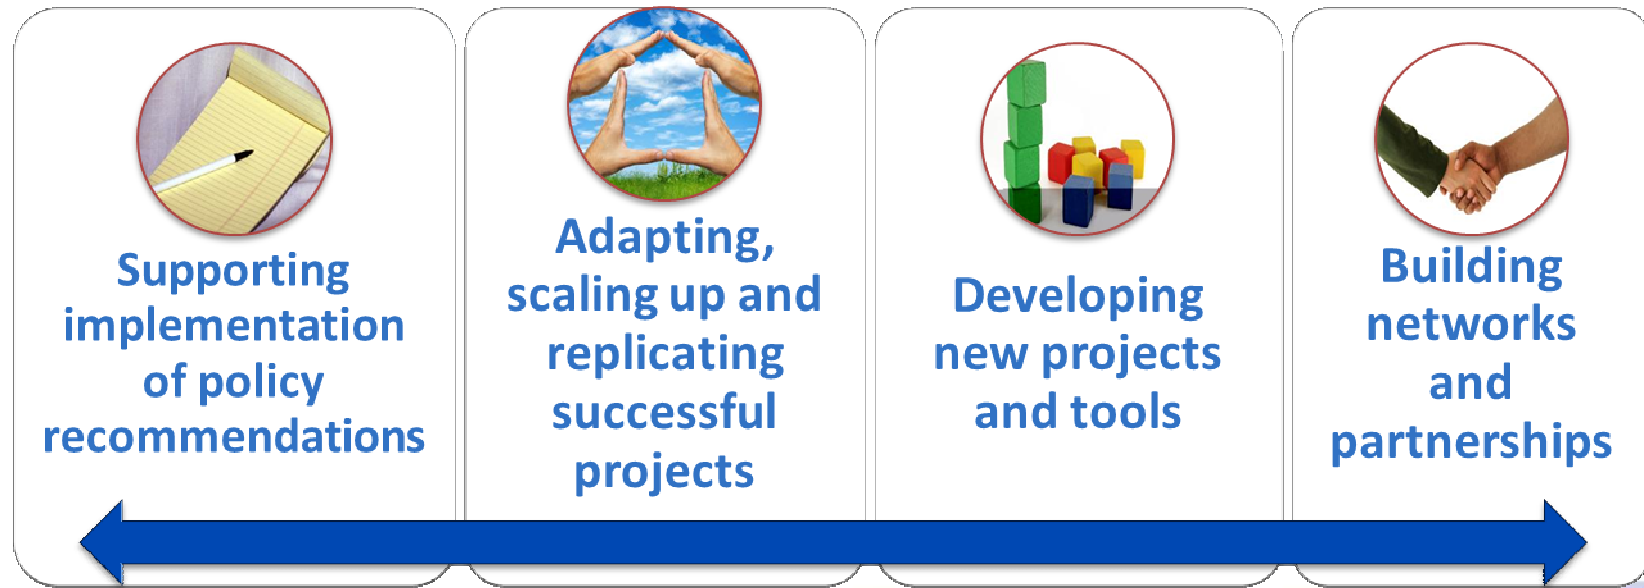 Supporting
implementation
of policy
recommendations
Adapting,
scaling up and
replicating
successful
projects
Developing
new projects
and tools
Building
networks
and
partnerships